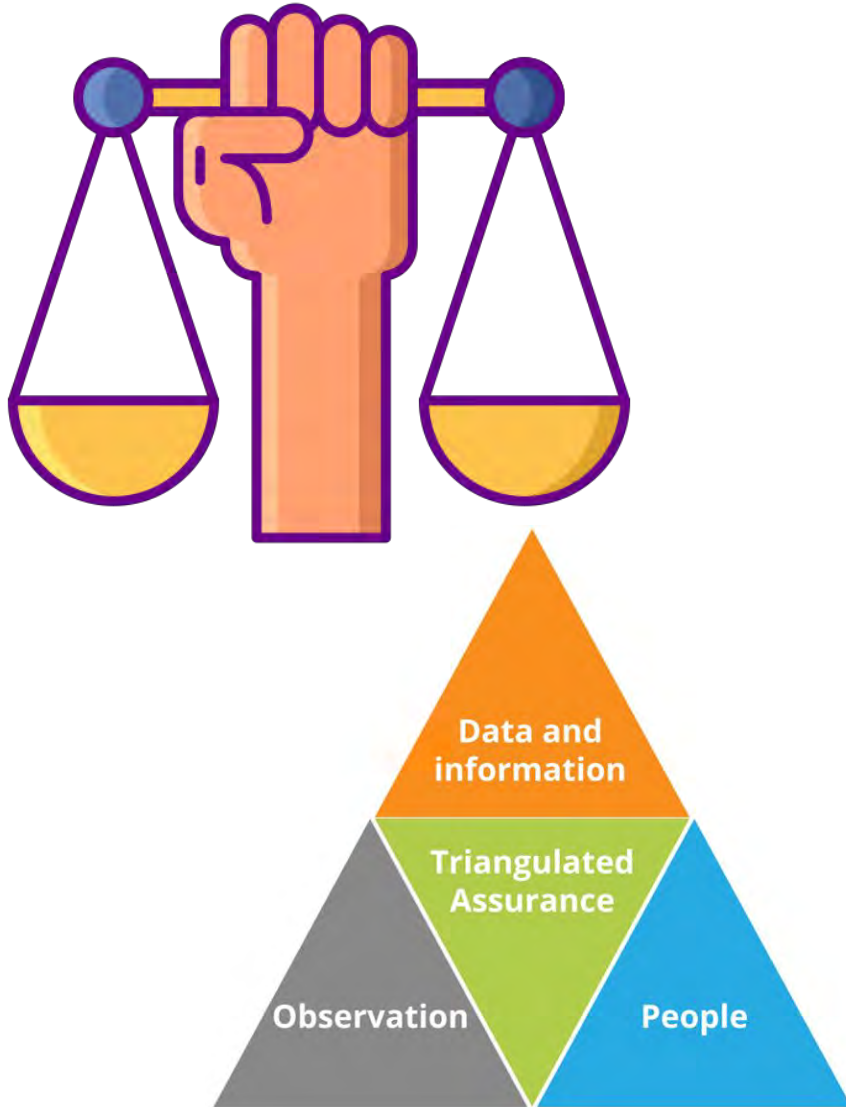 Data and
information
Triangulated
Assurance
Observation
People